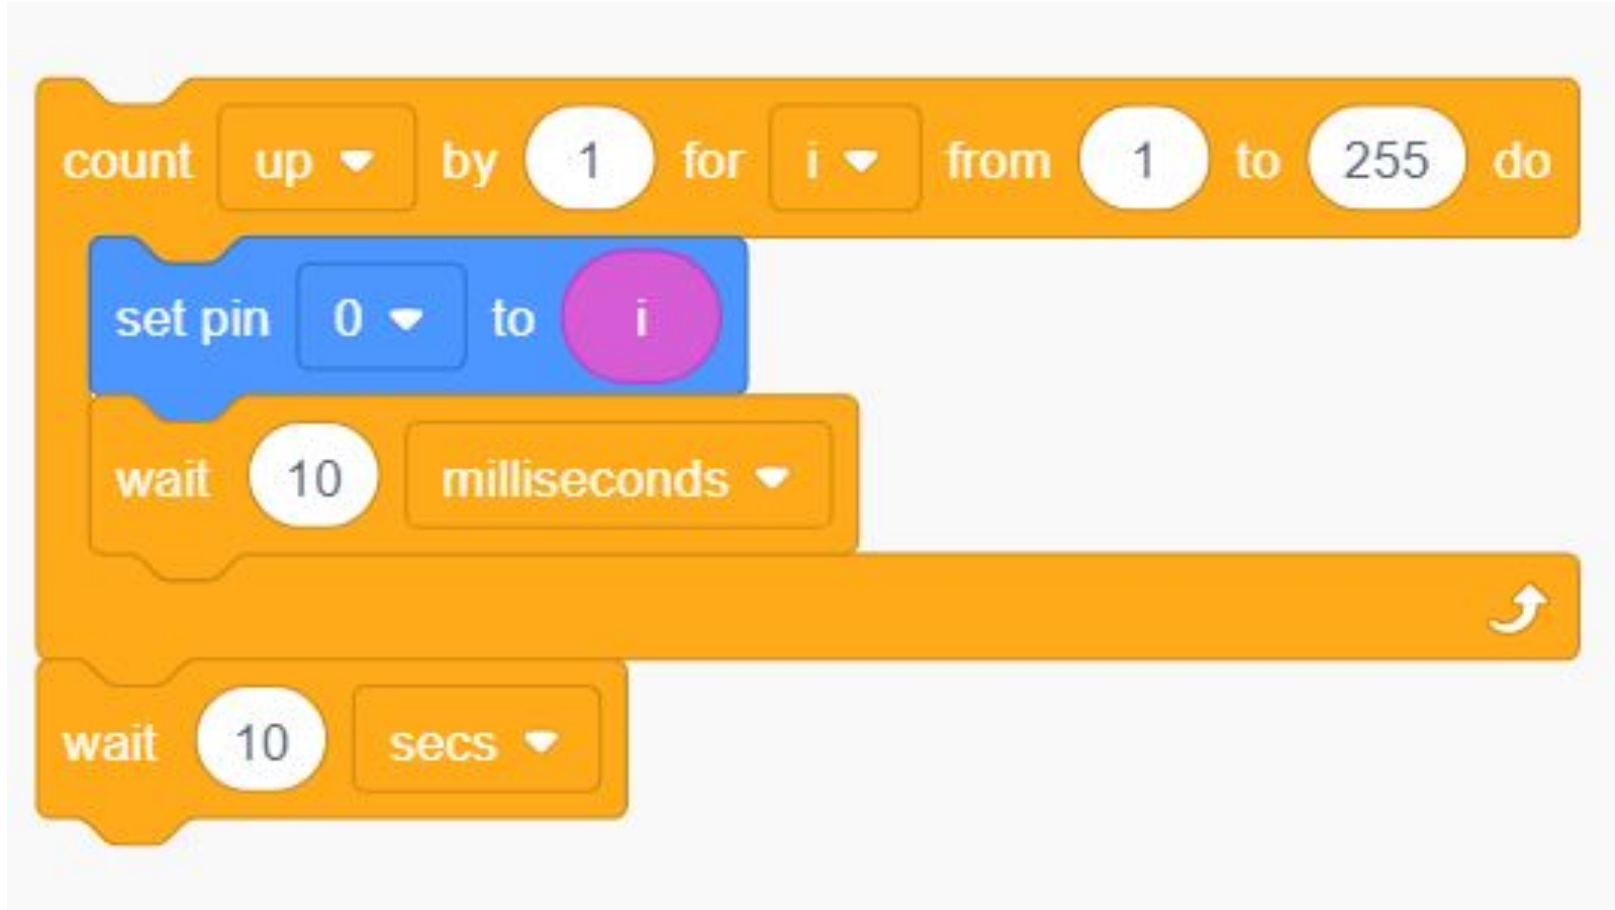 count up by 1 for i from 1 to 255 do
set pin 0 to i
wait 10 milliseconds
wait 10 secs